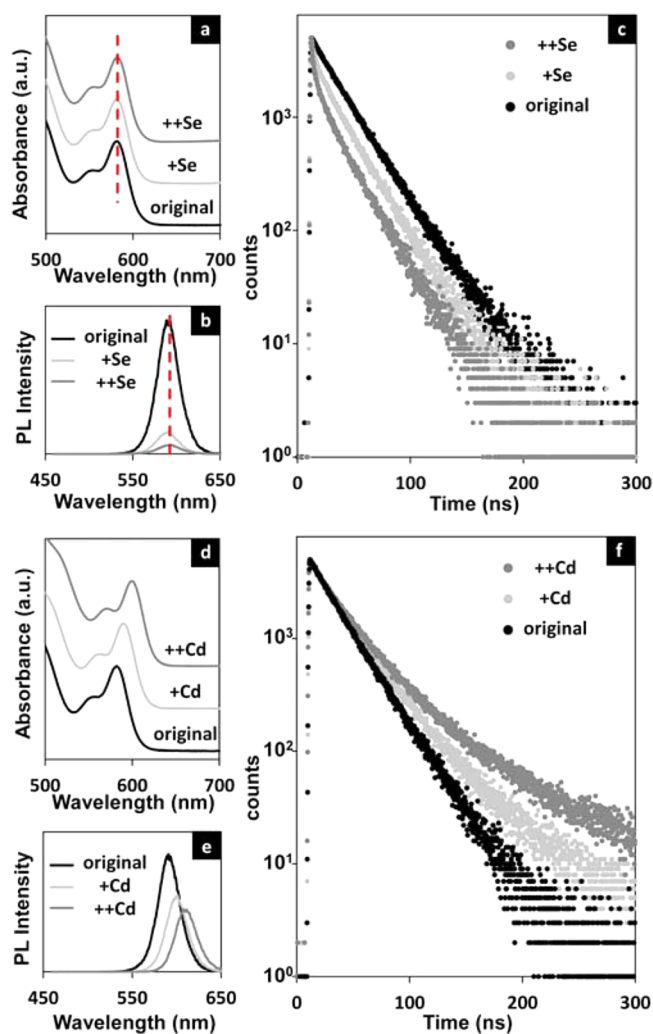 a
Absorbance (a.u.)
++Se
+Se
original
500 600 700
Wavelength (nm)
b
PL Intensity
original
+Se
++Se
450 550 650
Wavelength (nm)
c
counts
++Se
+Se
original
10³
10²
10¹
10⁰
0 100 200 300
Time (ns)
d
Absorbance (a.u.)
++Cd
+Cd
original
500 600 700
Wavelength (nm)
e
PL Intensity
original
+Cd
++Cd
450 550 650
Wavelength (nm)
f
counts
++Cd
+Cd
original
10³
10²
10¹
10⁰
0 100 200 300
Time (ns)